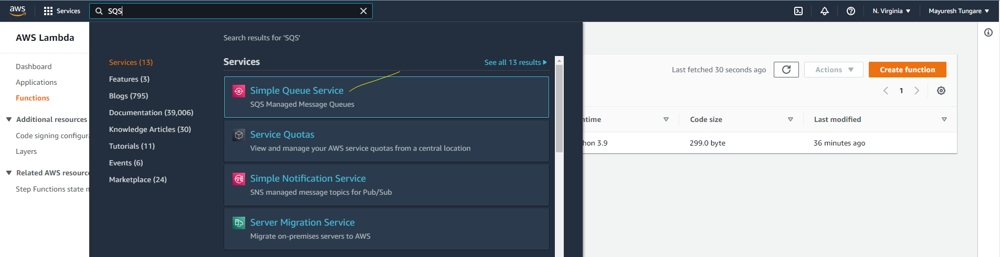 aws
Services
SQS
N. Virginia
Mayuresh Tungare
AWS Lambda
Dashboard
Applications
Functions
Additional resources
Code signing configura
Layers
Related AWS resourc
Step Functions state
Search results for 'SQS'
Services (13)
Features (3)
Blogs (795)
Documentation (39,006)
Knowledge Articles (30)
Tutorials (11)
Events (6)
Marketplace (24)
Services
See all 13 results
Simple Queue Service
SQS Managed Message Queues
Service Quotas
View and manage your AWS service quotas from a central location
Simple Notification Service
SNS managed message topics for Pub/Sub
Server Migration Service
Migrate on-premises servers to AWS
Last fetched 30 seconds ago
Actions
Create function
1
ntime
Code size
Last modified
hon 3.9
299.0 byte
36 minutes ago